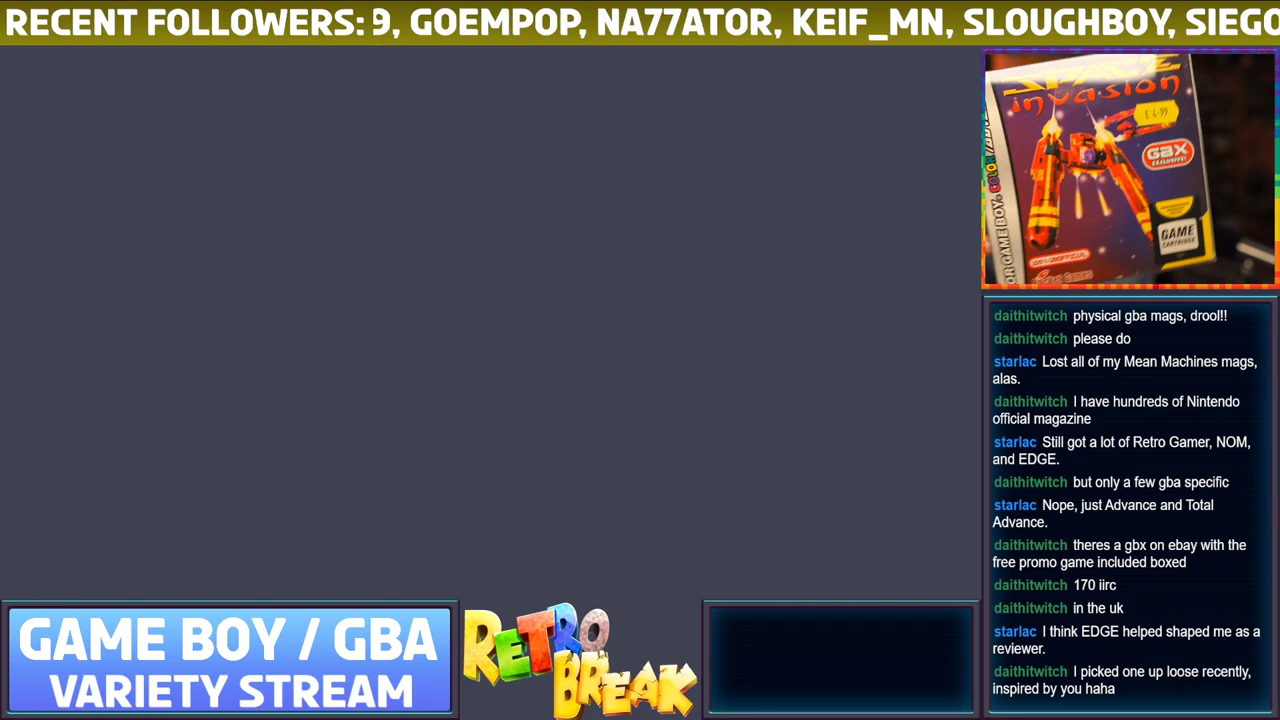 RECENT FOLLOWERS: 9, GOEMPOP, NA77ATOR, KEIF_MN, SLOUGHBOY, SIEGO
SPACE
invasion
£4.99
GBX
EXCLUSIVE!
GAME BOY COLOR
GAME
CARTRIDGE
daithitwitch physical gba mags, drool!!
daithitwitch please do
starlac Lost all of my Mean Machines mags,
alas.
daithitwitch I have hundreds of Nintendo
official magazine
starlac Still got a lot of Retro Gamer, NOM,
and EDGE.
daithitwitch but only a few gba specific
starlac Nope, just Advance and Total
Advance.
daithitwitch theres a gbx on ebay with the
free promo game included boxed
daithitwitch 170 iirc
daithitwitch in the uk
starlac I think EDGE helped shaped me as a
reviewer.
daithitwitch I picked one up loose recently,
inspired by you haha
GAME BOY / GBA
VARIETY STREAM
RETRO
BREAK